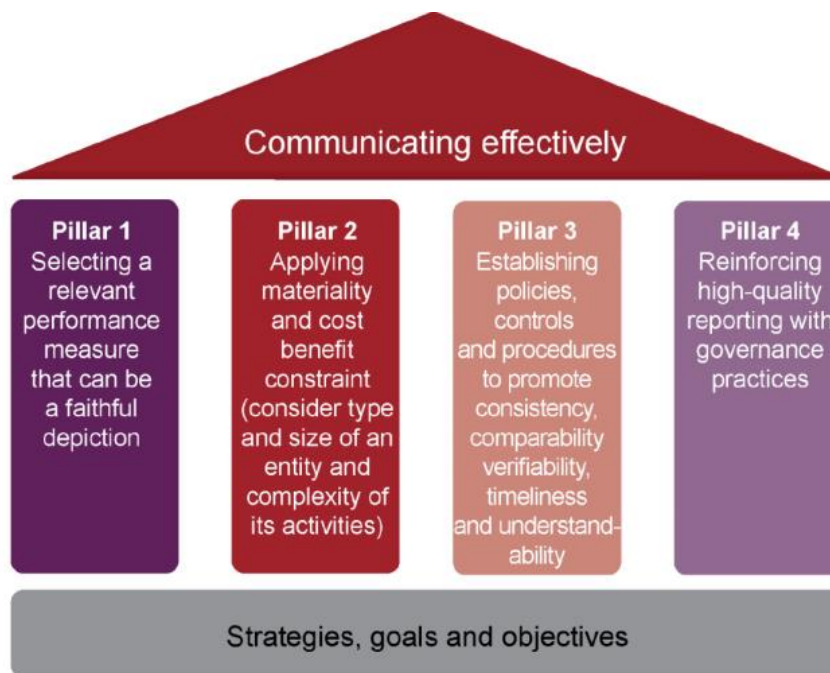 Communicating effectively
Pillar 1
Selecting a
relevant
performance
measure
that can be
a faithful
depiction
Pillar 2
Applying
materiality
and cost
benefit
constraint
(consider type
and size of an
entity and
complexity of
its activities)
Pillar 3
Establishing
policies,
controls
and procedures
to promote
consistency,
comparability
verifiability,
timeliness
and understand-
ability
Pillar 4
Reinforcing
high-quality
reporting with
governance
practices
Strategies, goals and objectives